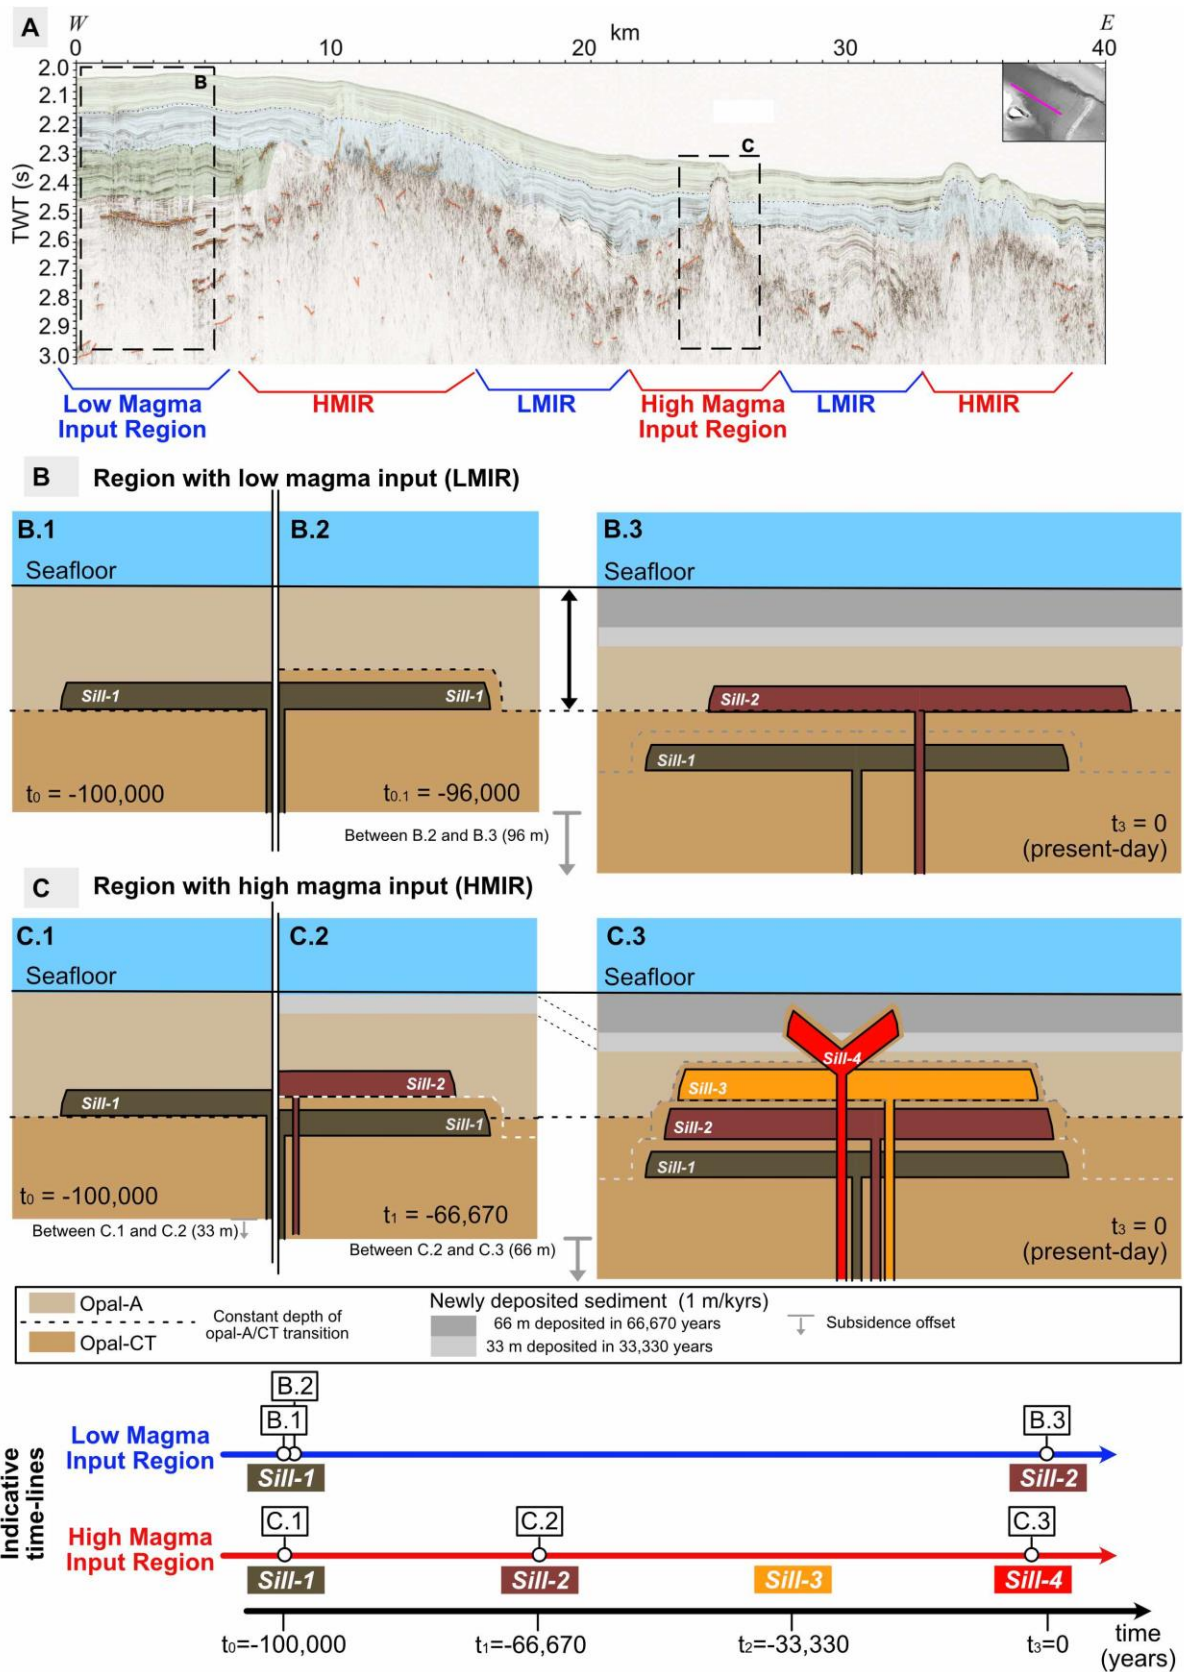 A
W
km
E
0
10
20
30
40
2.0
2.1
2.2
2.3
2.4
2.5
2.6
2.7
2.8
2.9
3.0
TWT (s)
B
C
Low Magma
Input Region
HMIR
LMIR
High Magma
Input Region
LMIR
HMIR
B Region with low magma input (LMIR)
B.1
B.2
B.3
Seafloor
Seafloor
Sill-1
Sill-1
Sill-2
Sill-1
t0 = -100,000
t0.1 = -96,000
Between B.2 and B.3 (96 m)
t3 = 0
(present-day)
C Region with high magma input (HMIR)
C.1
C.2
C.3
Seafloor
Seafloor
Sill-1
Sill-2
Sill-1
Sill-4
Sill-3
Sill-2
Sill-1
t0 = -100,000
t1 = -66,670
t3 = 0
(present-day)
Between C.1 and C.2 (33 m)
Between C.2 and C.3 (66 m)
Opal-A
Opal-CT
Constant depth of
opal-A/CT transition
Newly deposited sediment (1 m/kyrs)
66 m deposited in 66,670 years
33 m deposited in 33,330 years
Subsidence offset
Indicative
time-lines
B.2
B.1
B.3
Low Magma
Input Region
Sill-1
Sill-2
C.1
C.2
C.3
High Magma
Input Region
Sill-1
Sill-2
Sill-3
Sill-4
t0=-100,000
t1=-66,670
t2=-33,330
t3=0
time
(years)